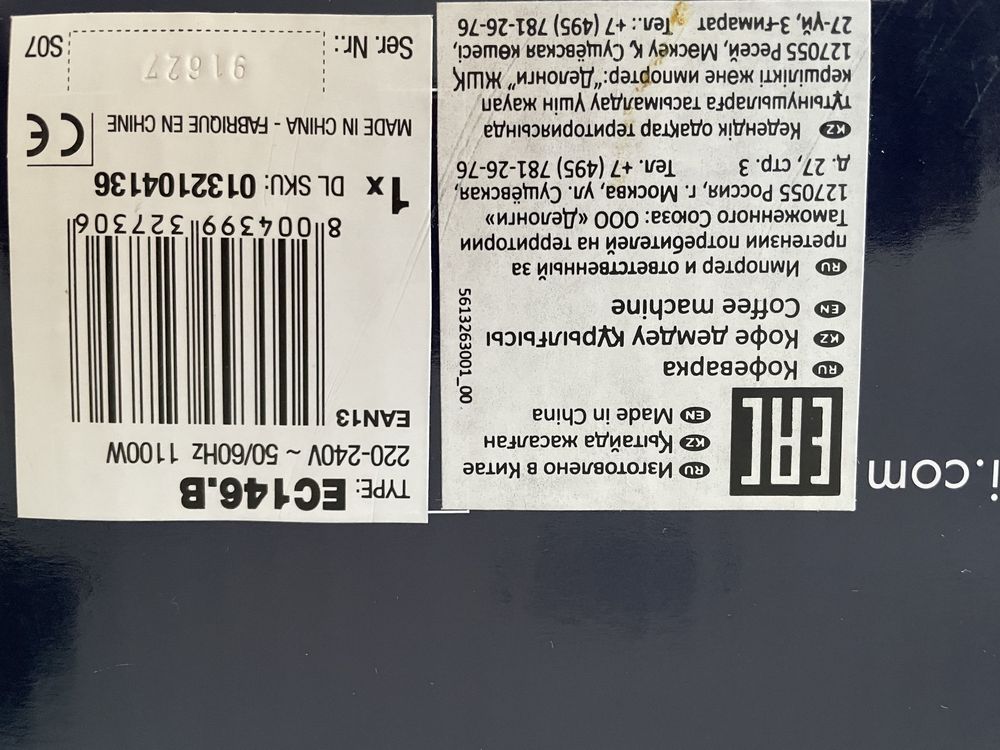 i.com
EAC
RU Изготовлено в Китае
KZ Қытайда жасалған
EN Made in China
RU Кофеварка
KZ Кофе демдеу құрылғысы
EN Coffee machine
RU Импортер и ответственный за
претензии потребителей на территории
Таможенного Союза: ООО «Делонги»
127055 Россия, г. Москва, ул. Сущёвская,
д. 27, стр. 3 Тел. +7 (495) 781-26-76
KZ Кедендік одақтар териториясында
тұтынушыларға тасымалдау үшін жауап
кершілікті және импортер:"Делонги" ЖШҚ
127055 Ресей, Мәскеу қ. Сущёвская көшесі,
27-үй, 3-ғимарат Тел.: +7 (495) 781-26-76
5613263001_00
TYPE: EC146.B
220-240V ~ 50/60Hz 1100W
EAN13
8 004399 327306
1x DL SKU: 0132104136
MADE IN CHINA - FABRIQUE EN CHINE
CE
Ser. Nr.: 91627 S07